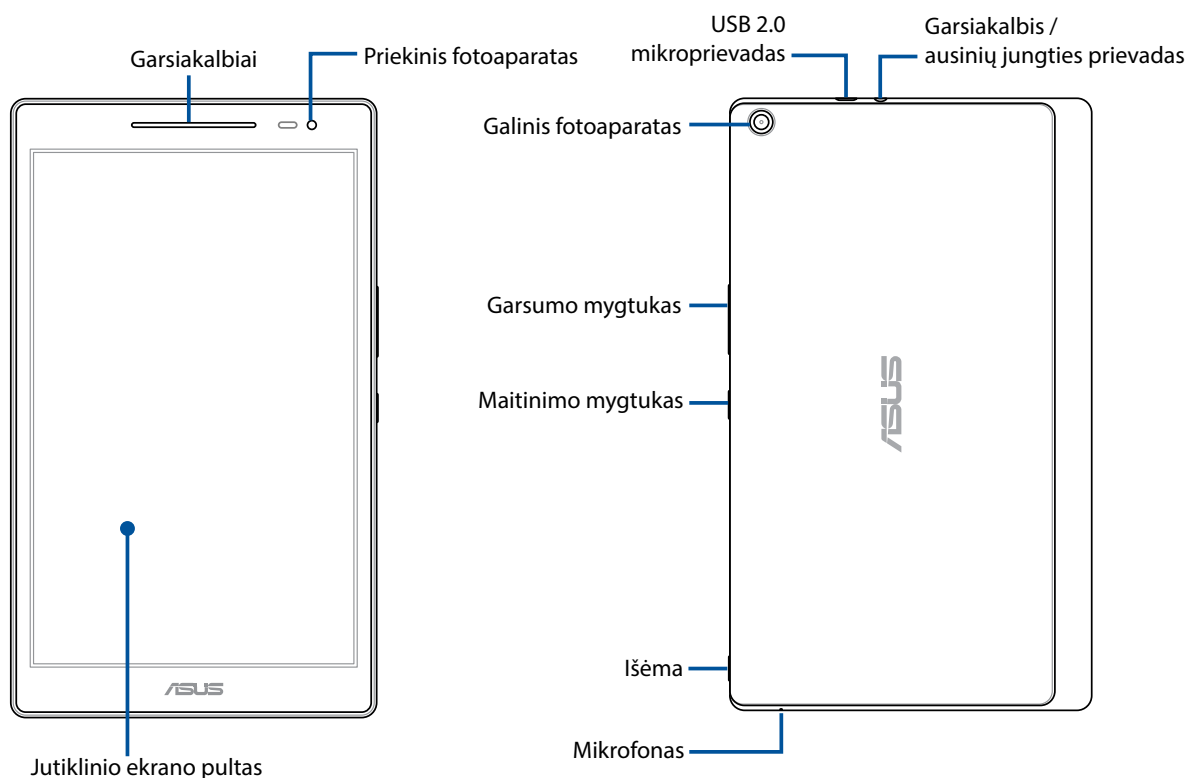 Garsiakalbiai
Priekinis fotoaparatas
ASUS
Jutiklinio ekrano pultas
USB 2.0
mikroprievadas
Garsiakalbis /
ausinių jungties prievadas
Galinis fotoaparatas
Garsumo mygtukas
Maitinimo mygtukas
ASUS
Išėma
Mikrofonas